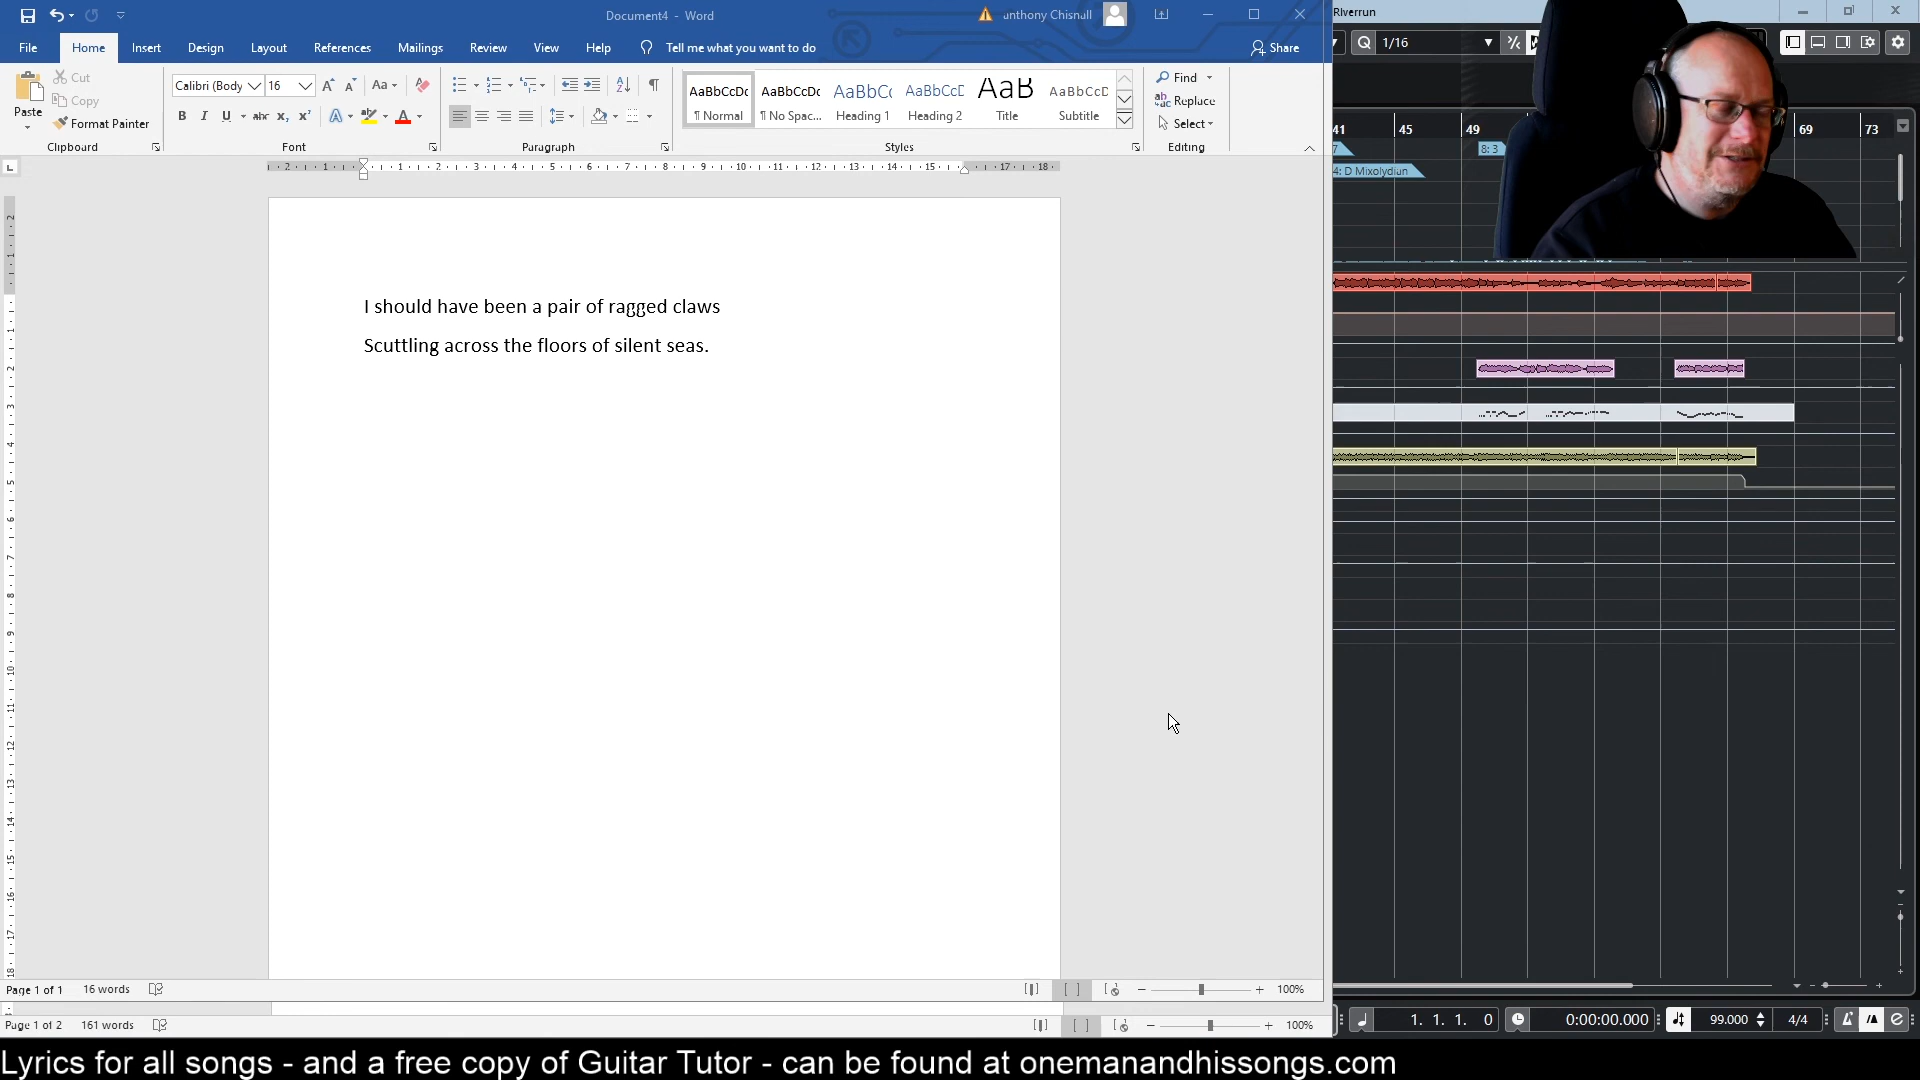 Document4 - Word
unthony Chisnall
Riverrun
File Home Insert Design Layout References Mailings Review View Help Tell me what you want to do Share
1/16
Paste
Cut
Copy
Format Painter
Clipboard
Calibri (Body 16
Font
Paragraph
AaBbCcDc AaBbCcDc AaBbCc AaBbCcC AaB AaBbCcD
¶ Normal ¶ No Spac... Heading 1 Heading 2 Title Subtitle
Styles
Find
Replace
Select
Editing
41 45 49 69 73
7 8: 3
4: D Mixolydian
I should have been a pair of ragged claws
Scuttling across the floors of silent seas.
Page 1 of 1 16 words 100%
Page 1 of 2 161 words 100%
1. 1. 1. 0 0:00:00.000 99.000 4/4
Lyrics for all songs - and a free copy of Guitar Tutor - can be found at onemanandhissongs.com